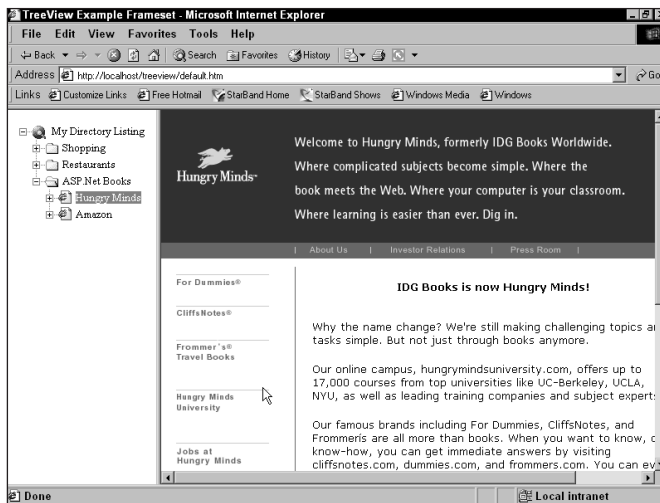 TreeView Example Frameset - Microsoft Internet Explorer
File Edit View Favorites Tools Help
Back Search Favorites History
Address http://localhost/treeview/default.htm Go
Links Customize Links Free Hotmail StarBand Home StarBand Shows Windows Media Windows
My Directory Listing
Shopping
Restaurants
ASP.Net Books
Hungry Minds
Amazon
Hungry Minds™
Welcome to Hungry Minds, formerly IDG Books Worldwide.
Where complicated subjects become simple. Where the
book meets the Web. Where your computer is your classroom.
Where learning is easier than ever. Dig in.
| About Us | Investor Relations | Press Room |
For Dummies®
CliffsNotes®
Frommer's®
Travel Books
Hungry Minds
University
Jobs at
Hungry Minds
IDG Books is now Hungry Minds!
Why the name change? We're still making challenging topics an
tasks simple. But not just through books anymore.
Our online campus, hungrymindsuniversity.com, offers up to
17,000 courses from top universities like UC-Berkeley, UCLA,
NYU, as well as leading training companies and subject experts
Our famous brands including For Dummies, CliffsNotes, and
Frommerís are all more than books. When you want to know,
know-how, you can get immediate answers by visiting
cliffsnotes.com, dummies.com, and frommers.com. You can ev
Done Local intranet